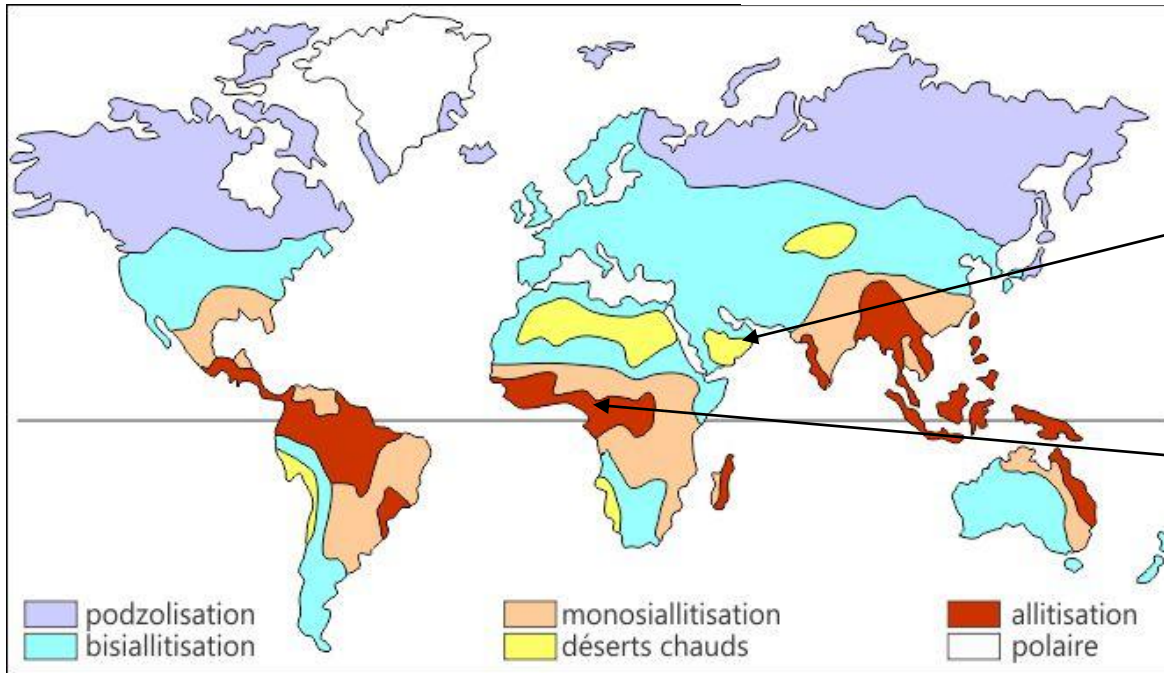 podzolisation
bisiallitisation
monosiallitisation
déserts chauds
allitisation
polaire